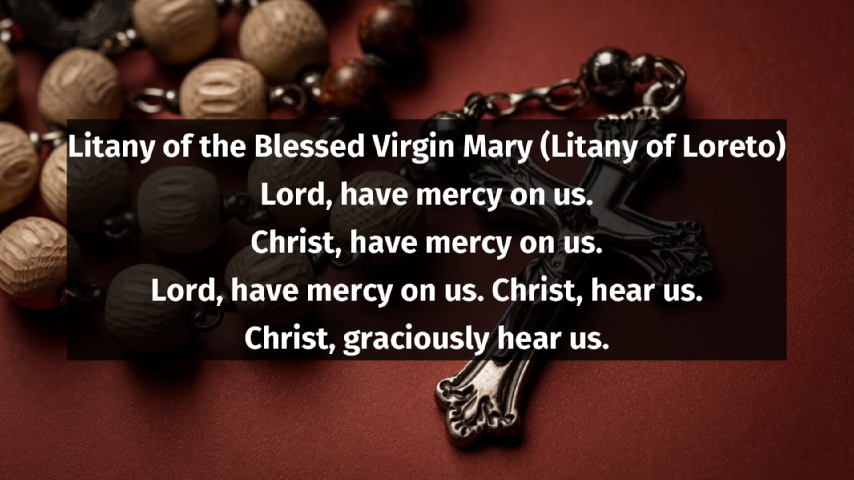 Litany of the Blessed Virgin Mary (Litany of Loreto)
Lord, have mercy on us.
Christ, have mercy on us.
Lord, have mercy on us. Christ, hear us.
Christ, graciously hear us.